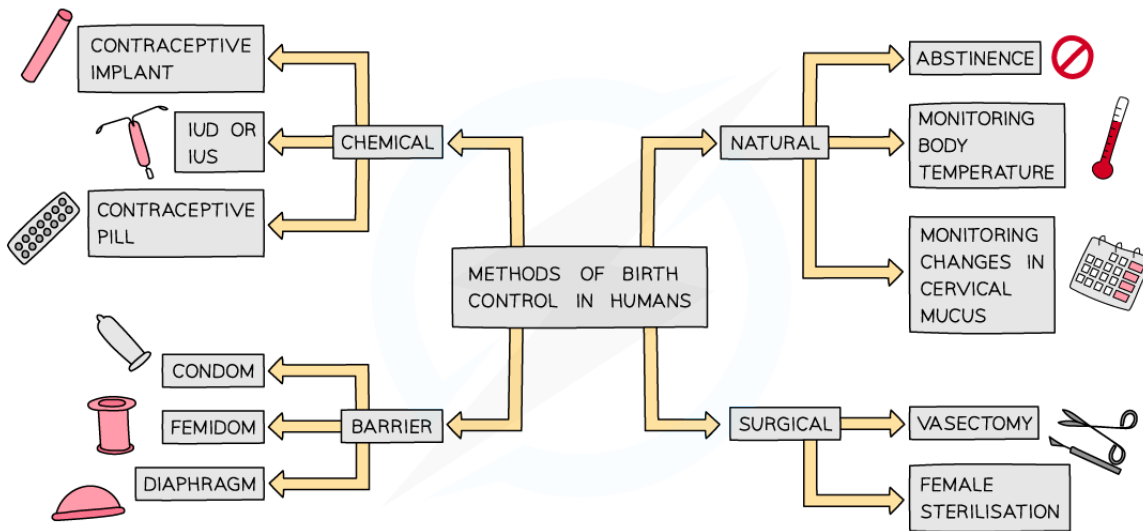 CONTRACEPTIVE
IMPLANT
IUD OR
IUS
CONTRACEPTIVE
PILL
CHEMICAL
NATURAL
ABSTINENCE
MONITORING
BODY
TEMPERATURE
MONITORING
CHANGES IN
CERVICAL
MUCUS
METHODS OF BIRTH
CONTROL IN HUMANS
CONDOM
FEMIDOM
DIAPHRAGM
BARRIER
SURGICAL
VASECTOMY
FEMALE
STERILISATION